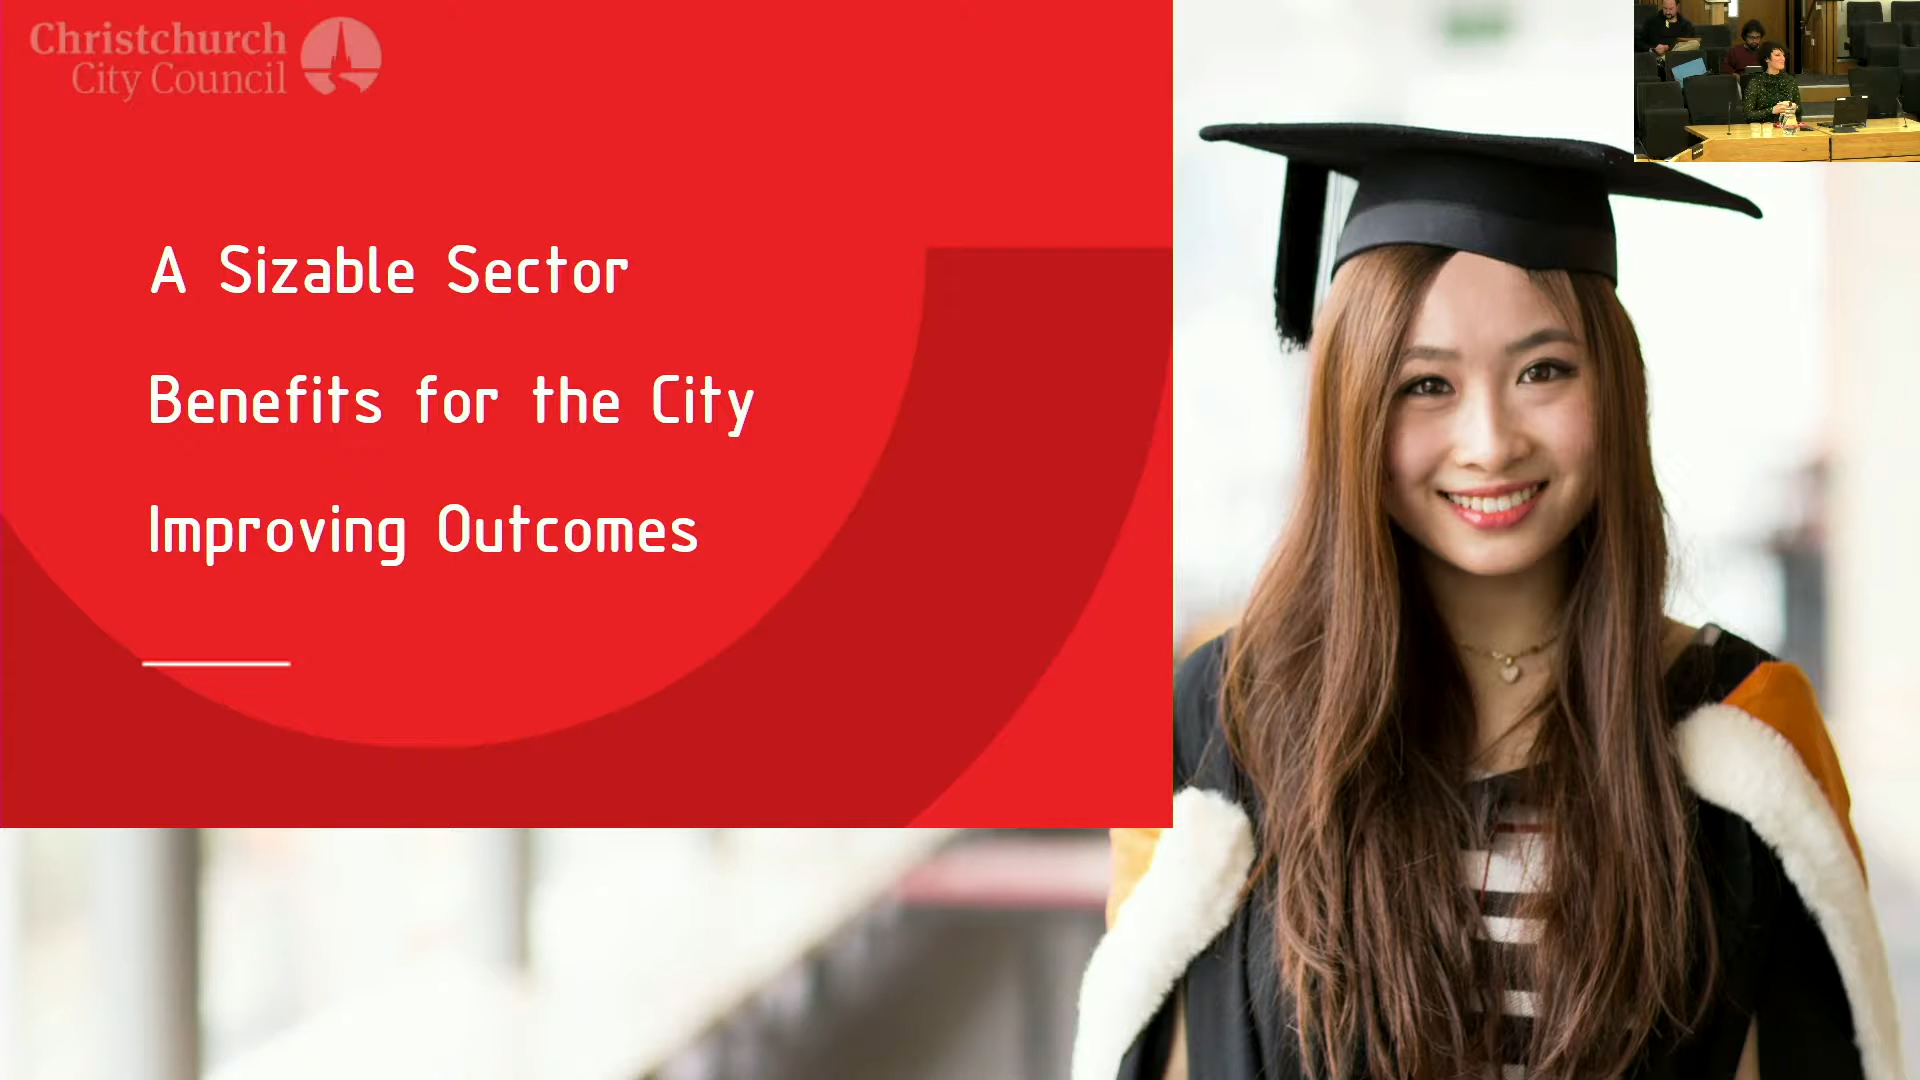 Christchurch
City Council
A Sizable Sector
Benefits for the City
Improving Outcomes